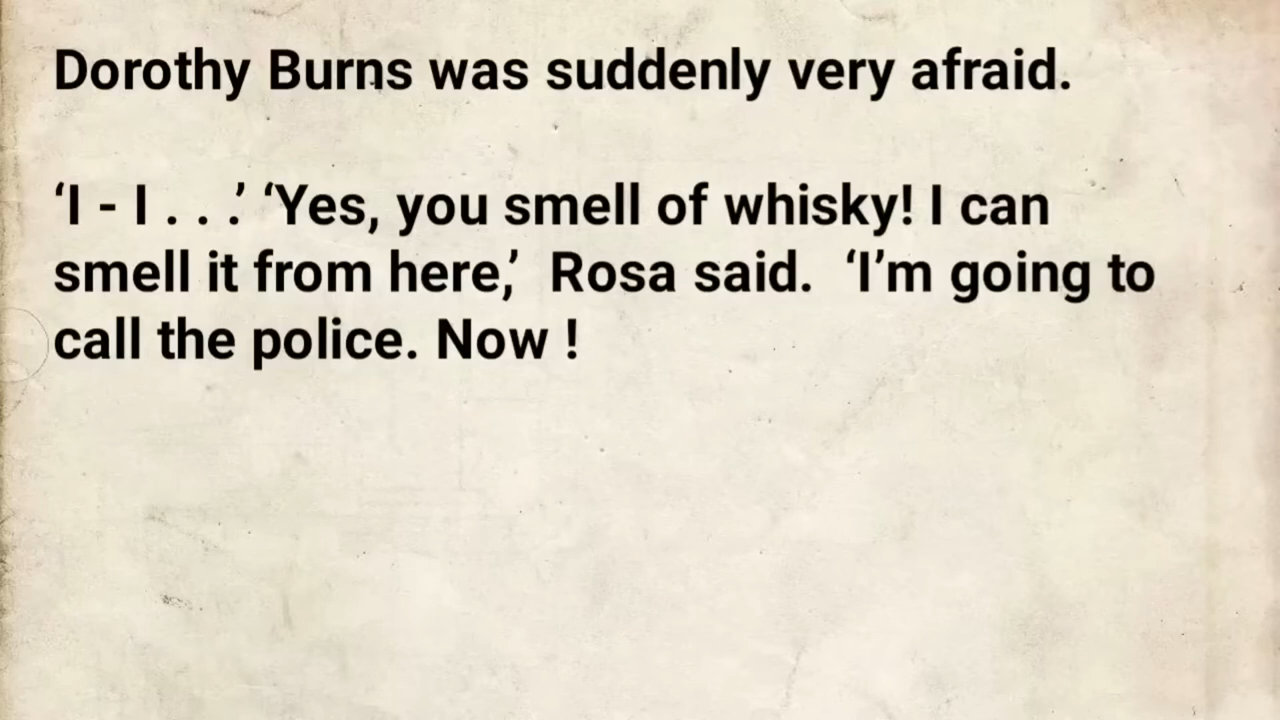 Dorothy Burns was suddenly very afraid.
‘I - I . . .’ ‘Yes, you smell of whisky! I can
smell it from here,’  Rosa said.  ‘I’m going to
call the police. Now !